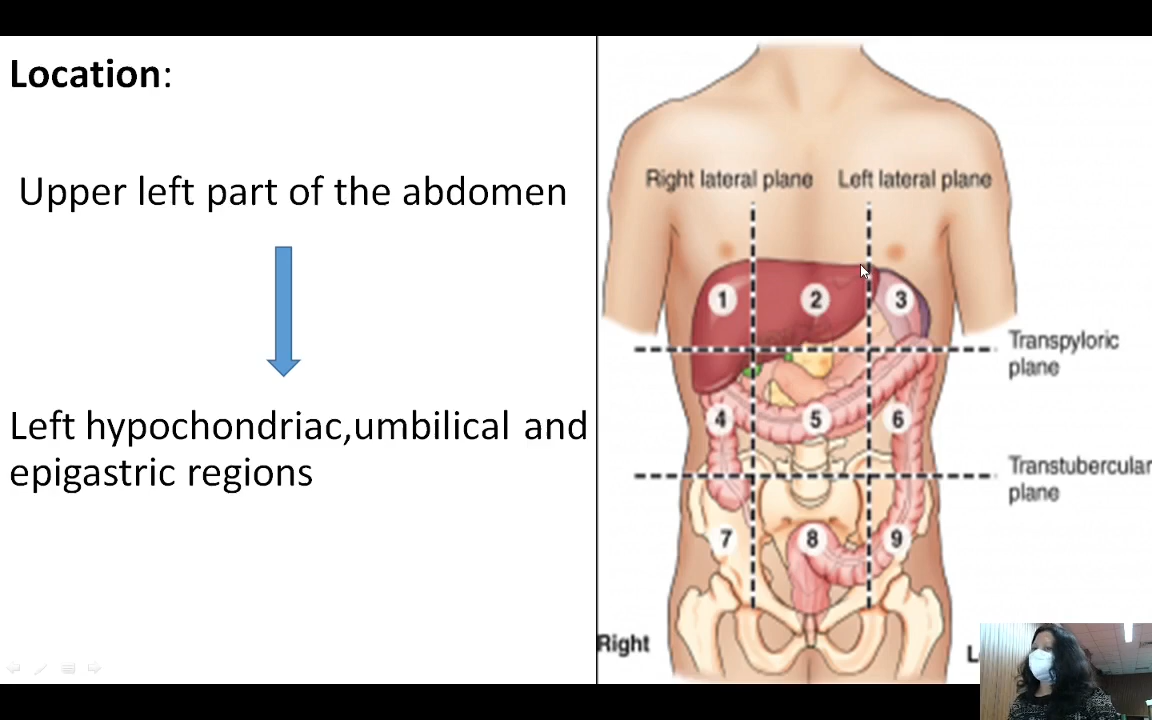 Location:
Upper left part of the abdomen
Left hypochondriac,umbilical and
epigastric regions
Right lateral plane
Left lateral plane
1
2
3
Transpyloric
plane
4
5
6
Transtubercular
plane
7
8
9
Right
L